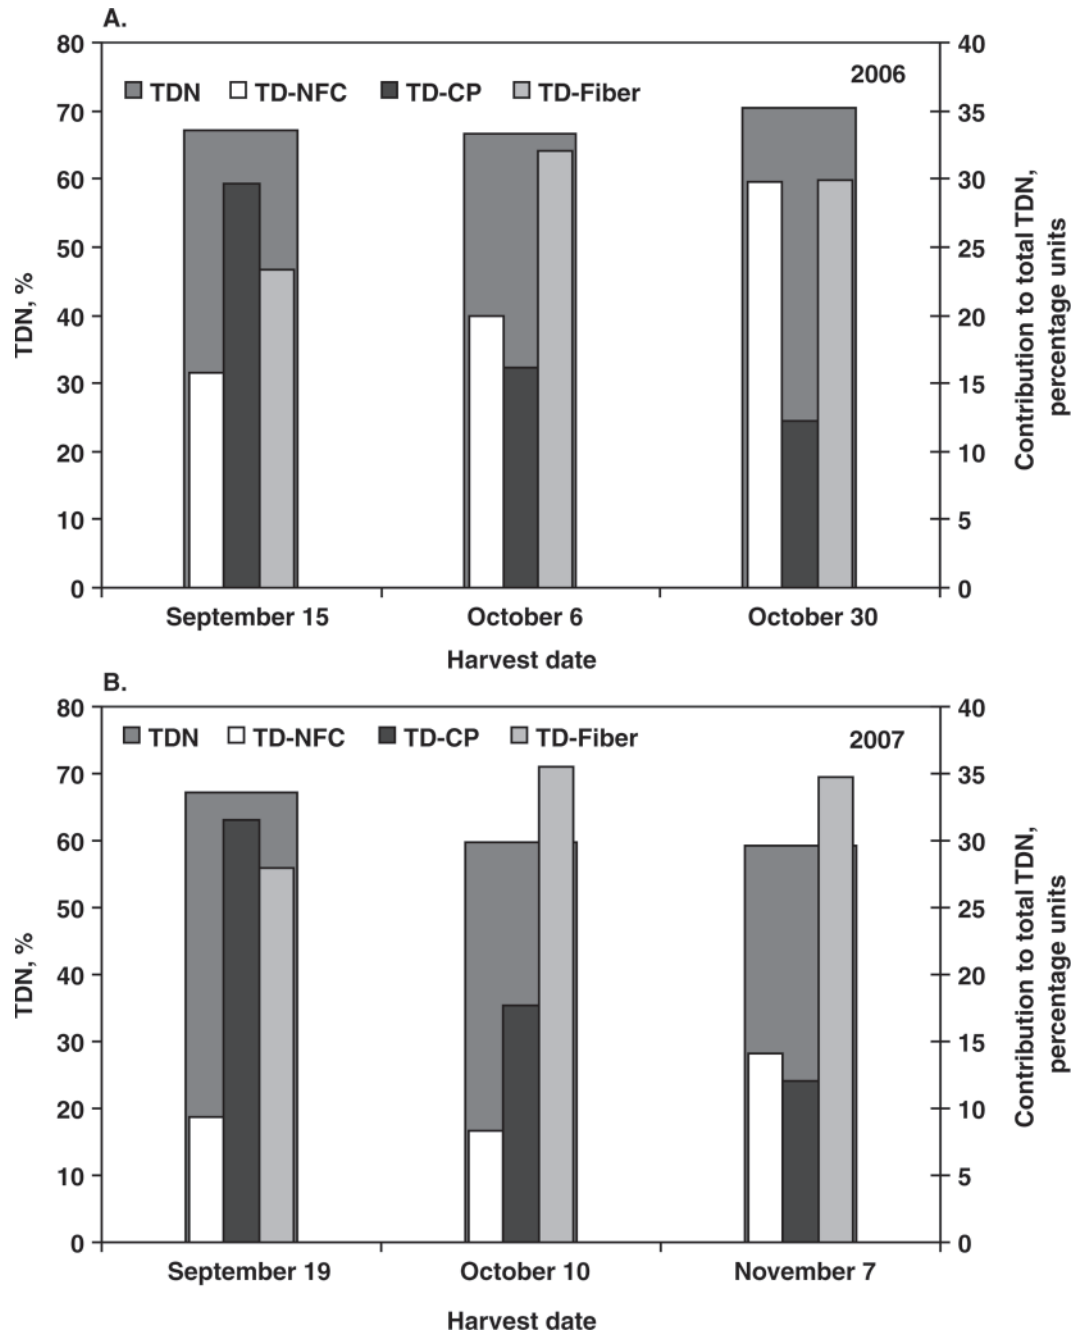 A.
80
70
60
50
40
30
20
10
0
TDN, %
TDN TD-NFC TD-CP TD-Fiber
2006
40
35
30
25
20
15
10
5
0
Contribution to total TDN,
percentage units
September 15 October 6 October 30
Harvest date
B.
80
70
60
50
40
30
20
10
0
TDN, %
TDN TD-NFC TD-CP TD-Fiber
2007
40
35
30
25
20
15
10
5
0
Contribution to total TDN,
percentage units
September 19 October 10 November 7
Harvest date